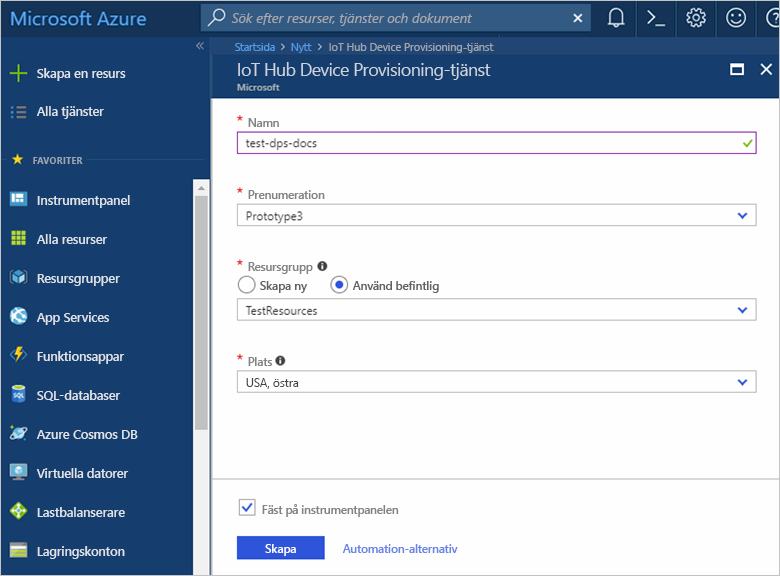 Microsoft Azure
Sök efter resurser, tjänster och dokument
Skapa en resurs
Alla tjänster
FAVORITER
Instrumentpanel
Alla resurser
Resursgrupper
App Services
Funktionsappar
SQL-databaser
Azure Cosmos DB
Virtuella datorer
Lastbalanserare
Lagringskonton
Startsida > Nytt > IoT Hub Device Provisioning-tjänst
IoT Hub Device Provisioning-tjänst
Microsoft
* Namn
test-dps-docs
* Prenumeration
Prototype3
* Resursgrupp
Skapa ny Använd befintlig
TestResources
* Plats
USA, östra
Fäst på instrumentpanelen
Skapa Automation-alternativ